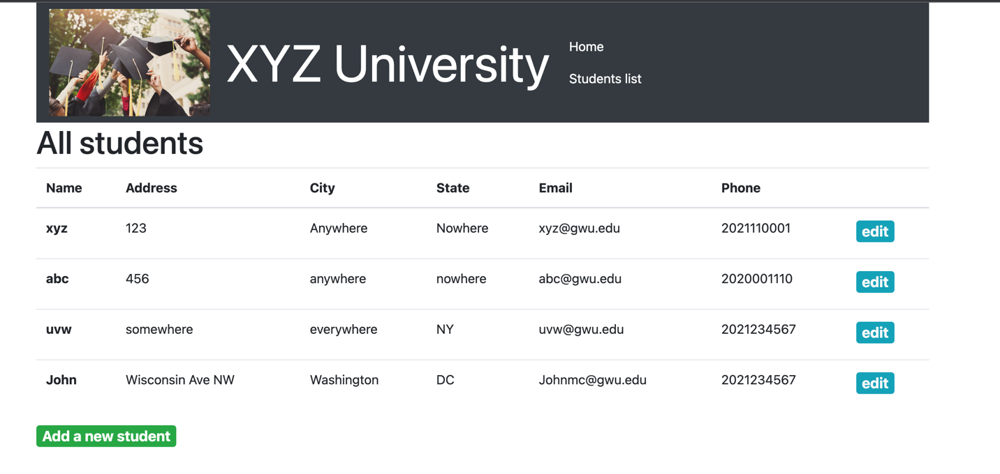 XYZ University
Home
Students list
All students
Name Address City State Email Phone
xyz 123 Anywhere Nowhere xyz@gwu.edu 2021110001 edit
abc 456 anywhere nowhere abc@gwu.edu 2020001110 edit
uvw somewhere everywhere NY uvw@gwu.edu 2021234567 edit
John Wisconsin Ave NW Washington DC Johnmc@gwu.edu 2021234567 edit
Add a new student